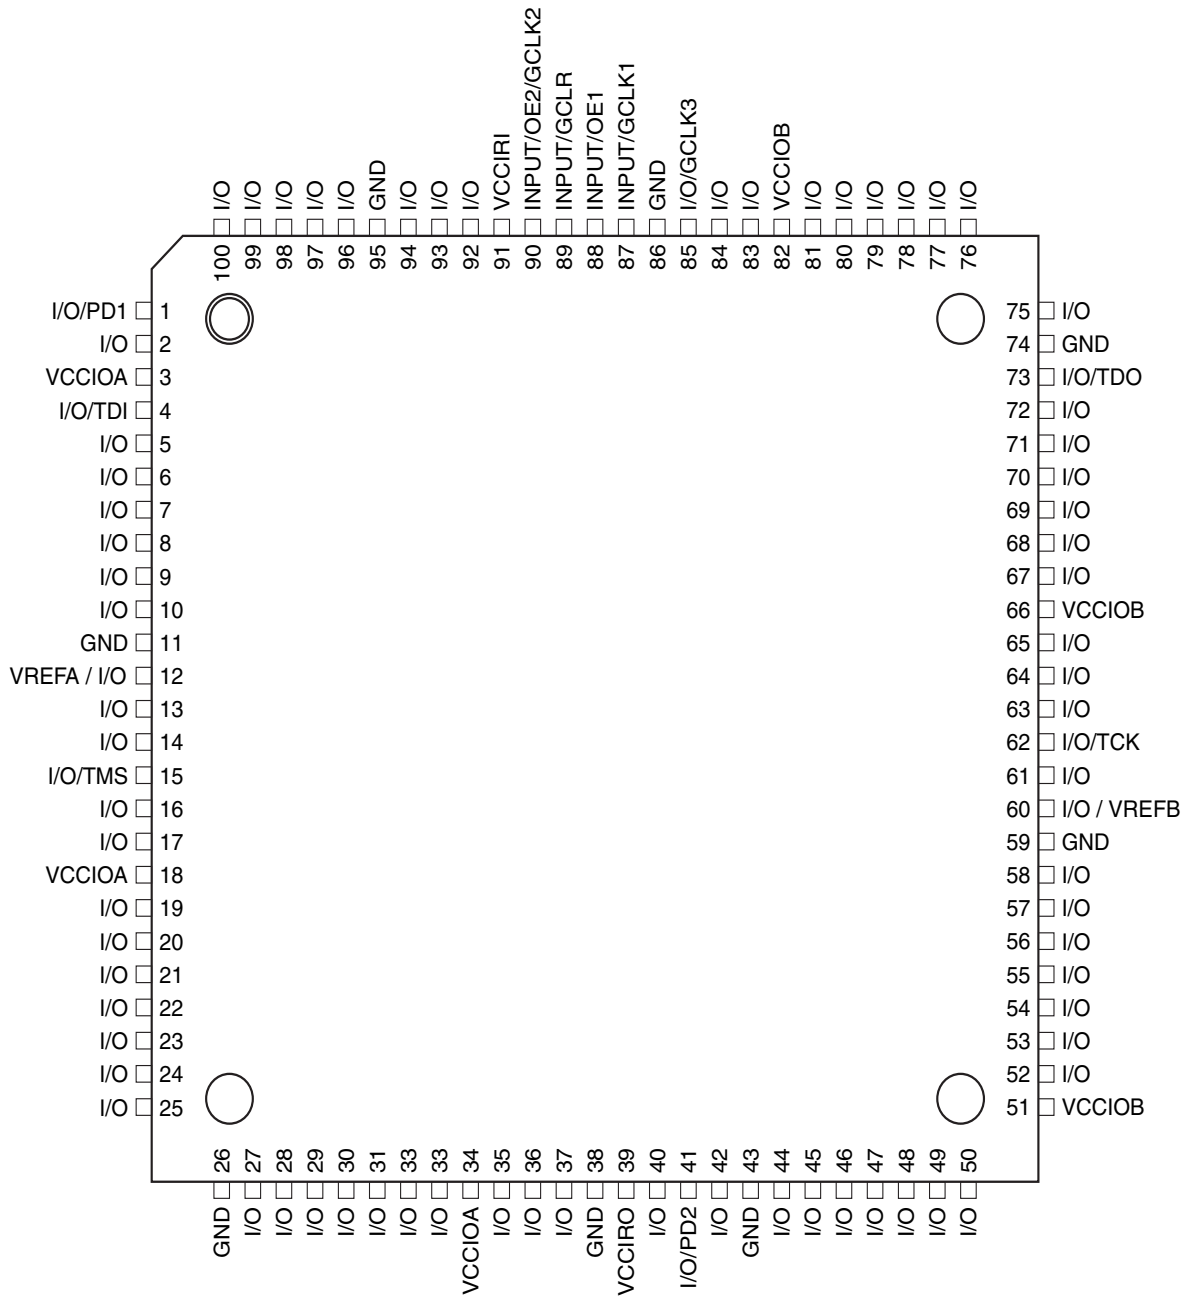 I/O
I/O
I/O
I/O
I/O
GND
I/O
I/O
I/O
VCCIRI
INPUT/OE2/GCLK2
INPUT/GCLR
INPUT/OE1
INPUT/GCLK1
GND
I/O/GCLK3
I/O
I/O
VCCIOB
I/O
I/O
I/O
I/O
I/O
I/O
100
99
98
97
96
95
94
93
92
91
90
89
88
87
86
85
84
83
82
81
80
79
78
77
76
I/O/PD1 1
I/O 2
VCCIOA 3
I/O/TDI 4
I/O 5
I/O 6
I/O 7
I/O 8
I/O 9
I/O 10
GND 11
VREFA / I/O 12
I/O 13
I/O 14
I/O/TMS 15
I/O 16
I/O 17
VCCIOA 18
I/O 19
I/O 20
I/O 21
I/O 22
I/O 23
I/O 24
I/O 25
75 I/O
74 GND
73 I/O/TDO
72 I/O
71 I/O
70 I/O
69 I/O
68 I/O
67 I/O
66 VCCIOB
65 I/O
64 I/O
63 I/O
62 I/O/TCK
61 I/O
60 I/O / VREFB
59 GND
58 I/O
57 I/O
56 I/O
55 I/O
54 I/O
53 I/O
52 I/O
51 VCCIOB
26
27
28
29
30
31
33
33
34
35
36
37
38
39
40
41
42
43
44
45
46
47
48
49
50
GND
I/O
I/O
I/O
I/O
I/O
I/O
I/O
VCCIOA
I/O
I/O
I/O
GND
VCCIRO
I/O
I/O/PD2
I/O
GND
I/O
I/O
I/O
I/O
I/O
I/O
I/O